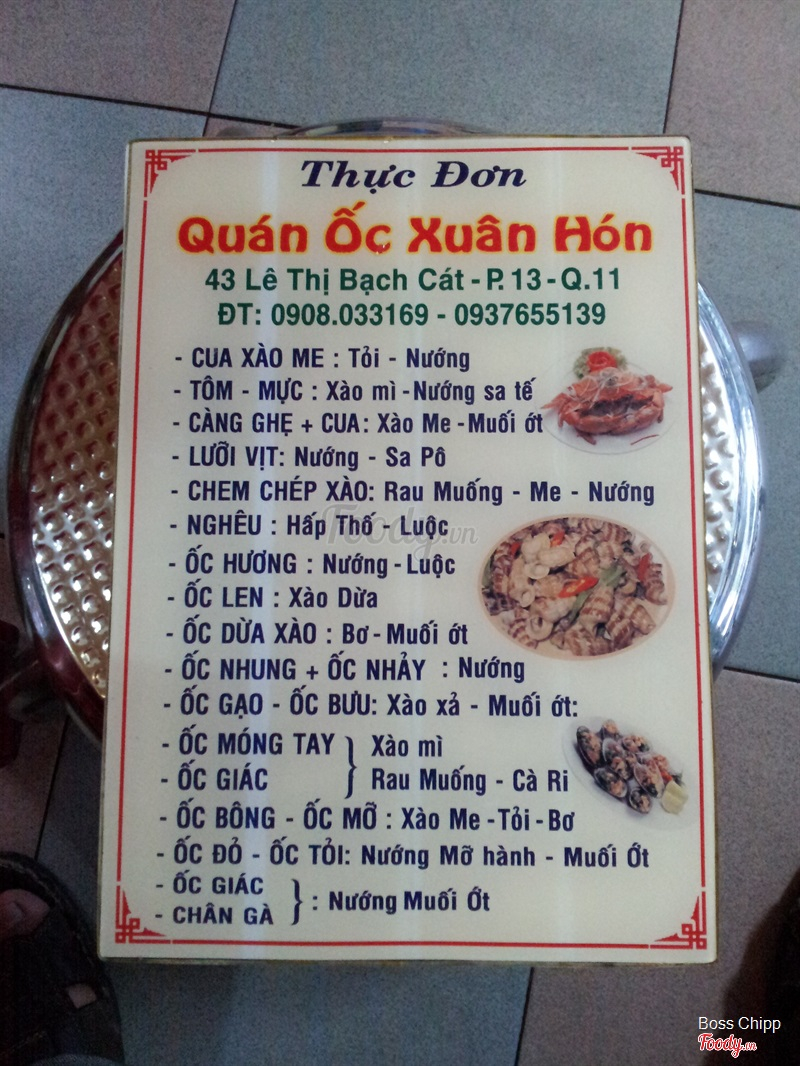 Thực Đơn
Quán Ốc Xuân Hón
43 Lê Thị Bạch Cát - P. 13 - Q.11
ĐT: 0908.033169 - 0937655139
- CUA XÀO ME : Tỏi - Nướng
- TÔM - MỰC : Xào mì - Nướng sa tế
- CÀNG GHẸ + CUA: Xào Me - Muối ớt
- LƯỠI VỊT: Nướng - Sa Pô
- CHEM CHÉP XÀO: Rau Muống - Me - Nướng
- NGHÊU : Hấp Thố - Luộc
Foody.vn
- ỐC HƯƠNG : Nướng - Luộc
- ỐC LEN : Xào Dừa
- ỐC DỪA XÀO : Bơ - Muối ớt
- ỐC NHUNG + ỐC NHẢY : Nướng
- ỐC GẠO - ỐC BƯU: Xào xả - Muối ớt:
- ỐC MÓNG TAY } Xào mì
- ỐC GIÁC } Rau Muống - Cà Ri
- ỐC BÔNG - ỐC MỠ : Xào Me - Tỏi - Bơ
- ỐC ĐỎ - ỐC TỎI: Nướng Mỡ hành - Muối Ớt
- ỐC GIÁC
- CHÂN GÀ } : Nướng Muối Ớt
Boss Chipp
Foody.vn